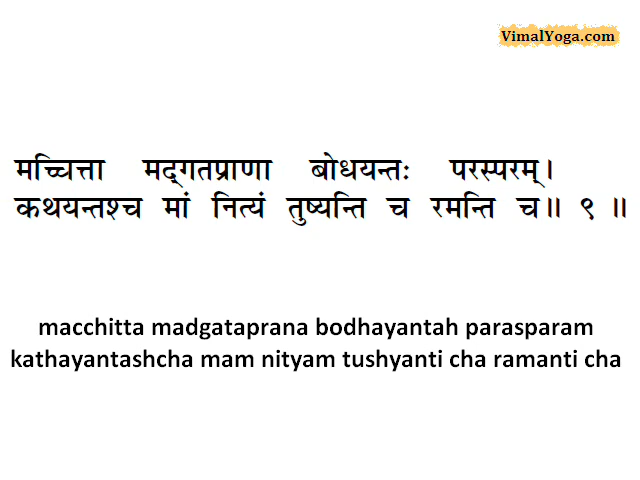 VimalYoga.com
मच्चित्ता मद्गतप्राणा बोधयन्तः परस्परम्।
कथयन्तश्च मां नित्यं तुष्यन्ति च रमन्ति च॥ ९ ॥
macchitta madgataprana bodhayantah parasparam
kathayantashcha mam nityam tushyanti cha ramanti cha